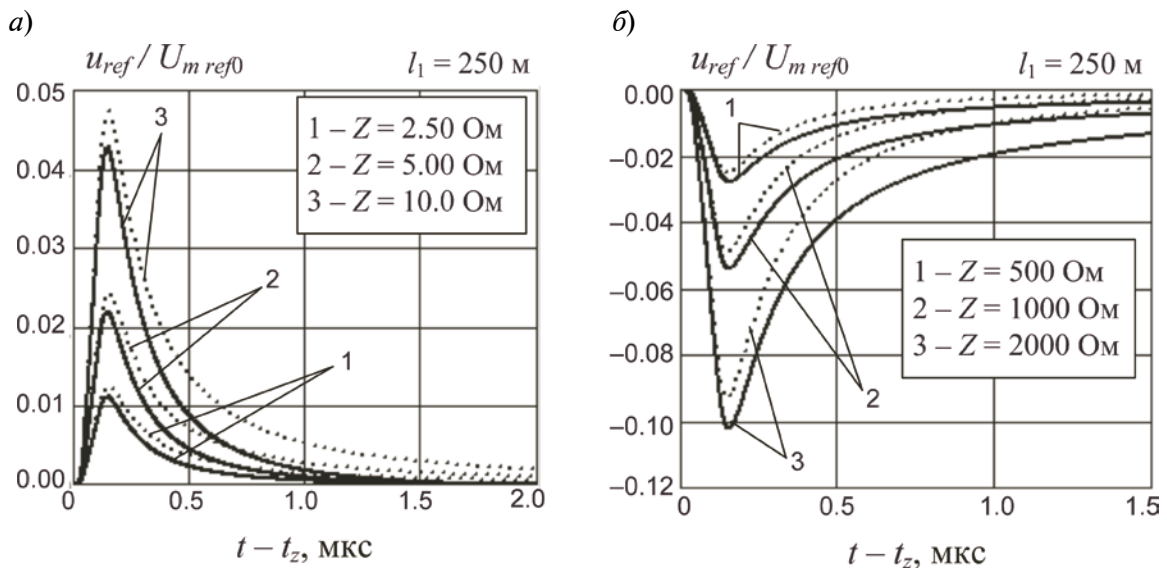 а)
u_ref / U_m ref0 l₁ = 250 м
0.05
0.04
0.03
0.02
0.01
0.00
3
2
1
1 – Z = 2.50 Ом
2 – Z = 5.00 Ом
3 – Z = 10.0 Ом
0 0.5 1.0 1.5 2.0
t – t_z, мкс
б)
u_ref / U_m ref0 l₁ = 250 м
0.00
–0.02
–0.04
–0.06
–0.08
–0.10
–0.12
1
2
3
1 – Z = 500 Ом
2 – Z = 1000 Ом
3 – Z = 2000 Ом
0 0.5 1.0 1.5
t – t_z, мкс